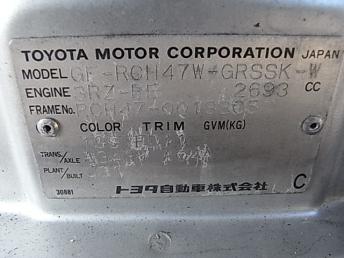 TOYOTA MOTOR CORPORATION JAPAN
MODEL GF-RCH47W-GRSSK-W
ENGINE 3RZ-FE 2693 CC
FRAME No.
COLOR TRIM GVM(KG)
TRANS/AXLE
PLANT/BUILT
トヨタ自動車株式会社 C
30881